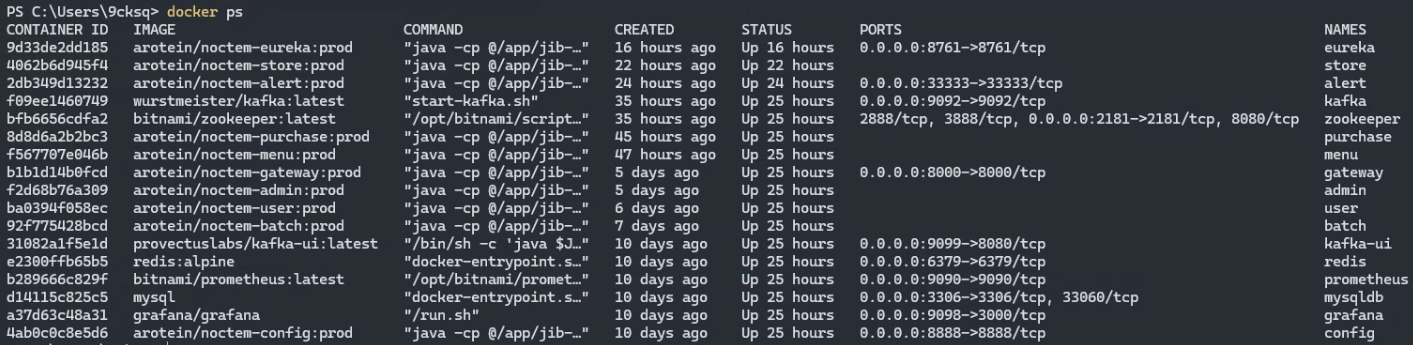 PS C:\Users\9cksq> docker ps
CONTAINER ID   IMAGE                           COMMAND                  CREATED        STATUS        PORTS                                                  NAMES
9d33de2dd185   arotein/noctem-eureka:prod      "java -cp @/app/jib-…"   16 hours ago   Up 16 hours   0.0.0.0:8761->8761/tcp                                 eureka
4062b6d945f4   arotein/noctem-store:prod       "java -cp @/app/jib-…"   22 hours ago   Up 22 hours                                                          store
2db349d13232   arotein/noctem-alert:prod       "java -cp @/app/jib-…"   24 hours ago   Up 24 hours   0.0.0.0:33333->33333/tcp                               alert
f09ee1460749   wurstmeister/kafka:latest       "start-kafka.sh"         35 hours ago   Up 25 hours   0.0.0.0:9092->9092/tcp                                 kafka
bfb6656cdfa2   bitnami/zookeeper:latest        "/opt/bitnami/script…"   35 hours ago   Up 25 hours   2888/tcp, 3888/tcp, 0.0.0.0:2181->2181/tcp, 8080/tcp   zookeeper
8d8d6a2b2bc3   arotein/noctem-purchase:prod    "java -cp @/app/jib-…"   45 hours ago   Up 25 hours                                                          purchase
f567707e046b   arotein/noctem-menu:prod        "java -cp @/app/jib-…"   47 hours ago   Up 25 hours                                                          menu
b1b1d14b0fcd   arotein/noctem-gateway:prod     "java -cp @/app/jib-…"   5 days ago     Up 25 hours   0.0.0.0:8000->8000/tcp                                 gateway
f2d68b76a309   arotein/noctem-admin:prod       "java -cp @/app/jib-…"   5 days ago     Up 25 hours                                                          admin
ba0394f058ec   arotein/noctem-user:prod        "java -cp @/app/jib-…"   6 days ago     Up 25 hours                                                          user
92f775428bcd   arotein/noctem-batch:prod       "java -cp @/app/jib-…"   7 days ago     Up 25 hours                                                          batch
31082a1f5e1d   provectuslabs/kafka-ui:latest   "/bin/sh -c 'java $J…"   10 days ago    Up 25 hours   0.0.0.0:9099->8080/tcp                                 kafka-ui
e2300ffb65b5   redis:alpine                    "docker-entrypoint.s…"   10 days ago    Up 25 hours   0.0.0.0:6379->6379/tcp                                 redis
b289666c829f   bitnami/prometheus:latest       "/opt/bitnami/promet…"   10 days ago    Up 25 hours   0.0.0.0:9090->9090/tcp                                 prometheus
d14115c825c5   mysql                           "docker-entrypoint.s…"   10 days ago    Up 25 hours   0.0.0.0:3306->3306/tcp, 33060/tcp                      mysqldb
a37d63c48a31   grafana/grafana                 "/run.sh"                10 days ago    Up 25 hours   0.0.0.0:9098->3000/tcp                                 grafana
4ab0c0c8e5d6   arotein/noctem-config:prod      "java -cp @/app/jib-…"   10 days ago    Up 25 hours   0.0.0.0:8888->8888/tcp                                 config